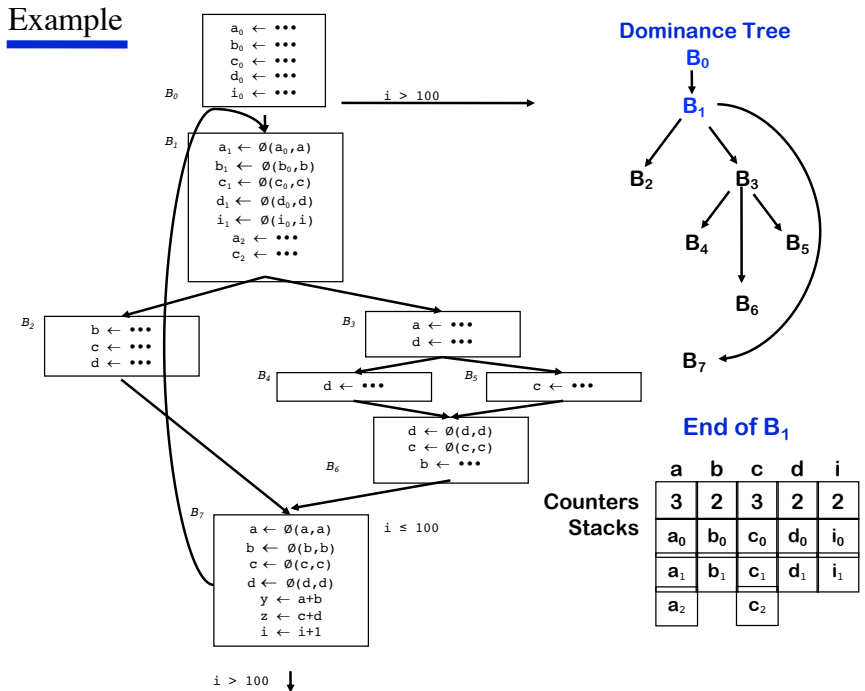 Example
B₀
a₀ ← •••
b₀ ← •••
c₀ ← •••
d₀ ← •••
i₀ ← •••
i > 100
B₁
a₁ ← Ø(a₀,a)
b₁ ← Ø(b₀,b)
c₁ ← Ø(c₀,c)
d₁ ← Ø(d₀,d)
i₁ ← Ø(i₀,i)
a₂ ← •••
c₂ ← •••
B₂
b ← •••
c ← •••
d ← •••
B₃
a ← •••
d ← •••
B₄
d ← •••
B₅
c ← •••
B₆
d ← Ø(d,d)
c ← Ø(c,c)
b ← •••
B₇
i ≤ 100
a ← Ø(a,a)
b ← Ø(b,b)
c ← Ø(c,c)
d ← Ø(d,d)
y ← a+b
z ← c+d
i ← i+1
i > 100
Dominance Tree
B₀
B₁
B₂ B₃
B₄ B₅
B₆
B₇
End of B₁
a b c d i
Counters 3 2 3 2 2
Stacks a₀ b₀ c₀ d₀ i₀
a₁ b₁ c₁ d₁ i₁
a₂ c₂